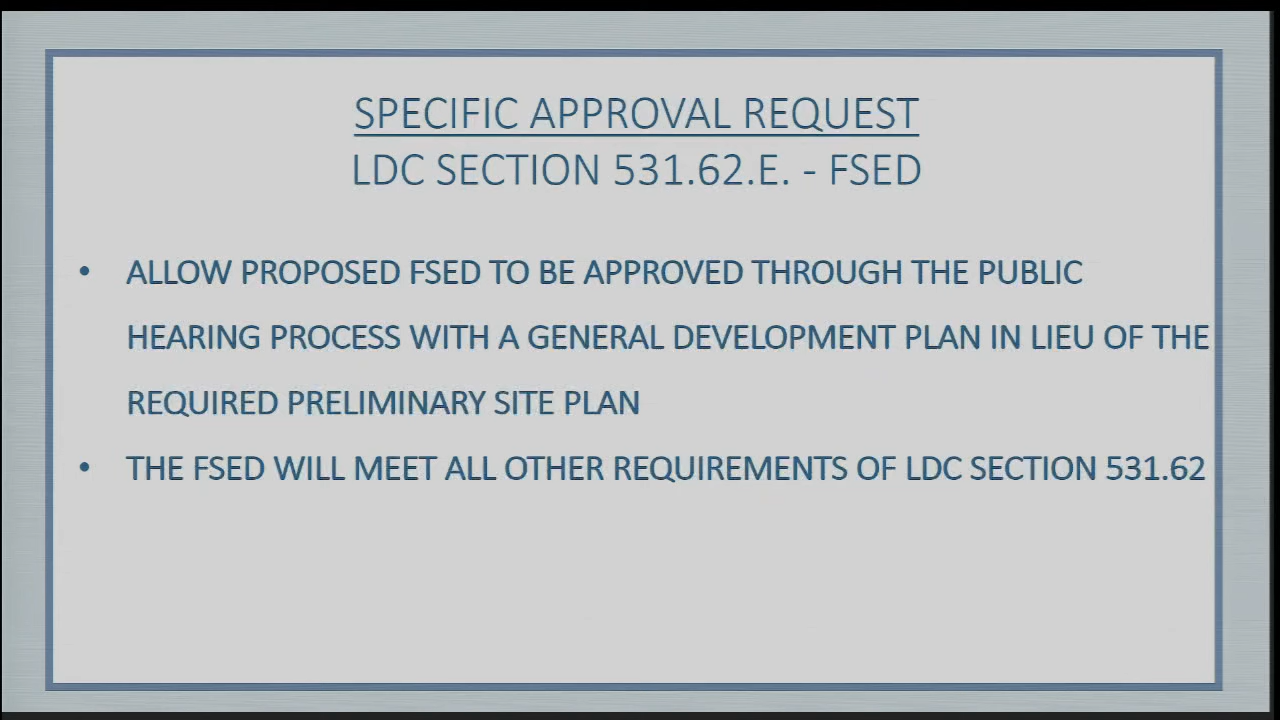 SPECIFIC APPROVAL REQUEST
LDC SECTION 531.62.E. - FSED
• ALLOW PROPOSED FSED TO BE APPROVED THROUGH THE PUBLIC
HEARING PROCESS WITH A GENERAL DEVELOPMENT PLAN IN LIEU OF THE
REQUIRED PRELIMINARY SITE PLAN
• THE FSED WILL MEET ALL OTHER REQUIREMENTS OF LDC SECTION 531.62